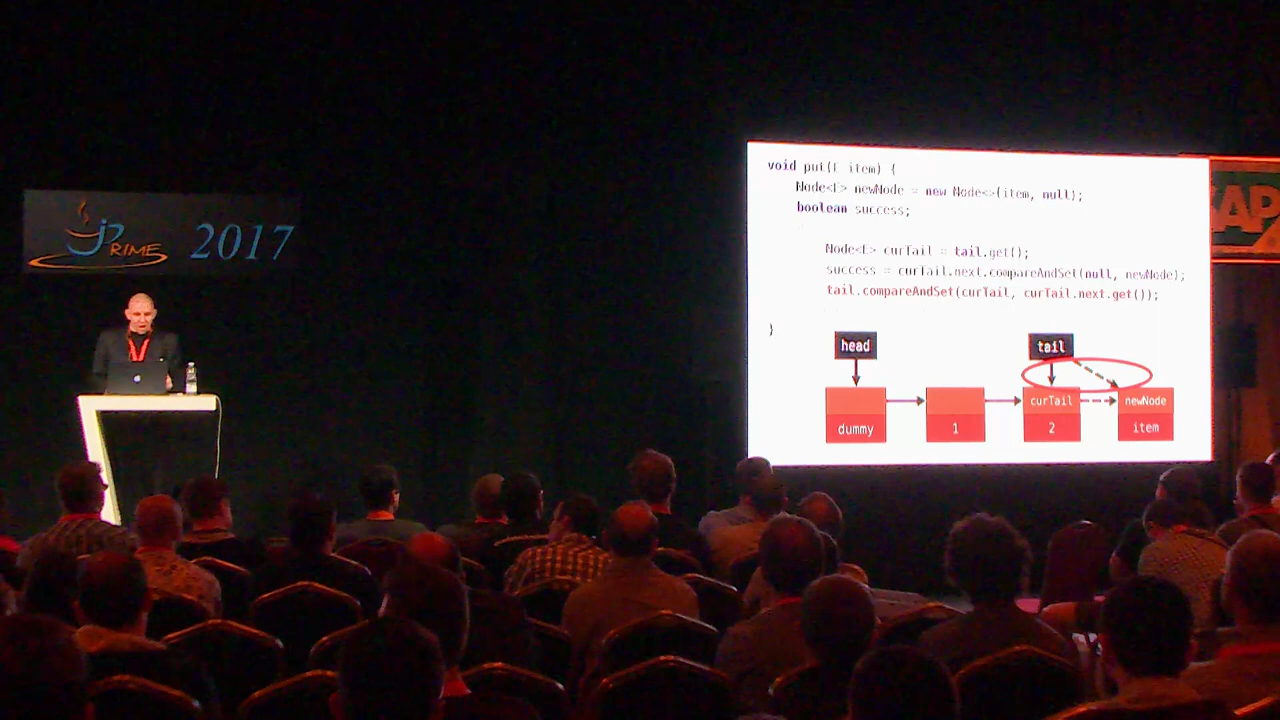 JPRIME 2017
SAP
void put(E item) {
Node<E> newNode = new Node<>(item, null);
boolean success;
Node<E> curTail = tail.get();
success = curTail.next.compareAndSet(null, newNode);
tail.compareAndSet(curTail, curTail.next.get());
}
head
tail
curTail
newNode
dummy
1
2
item